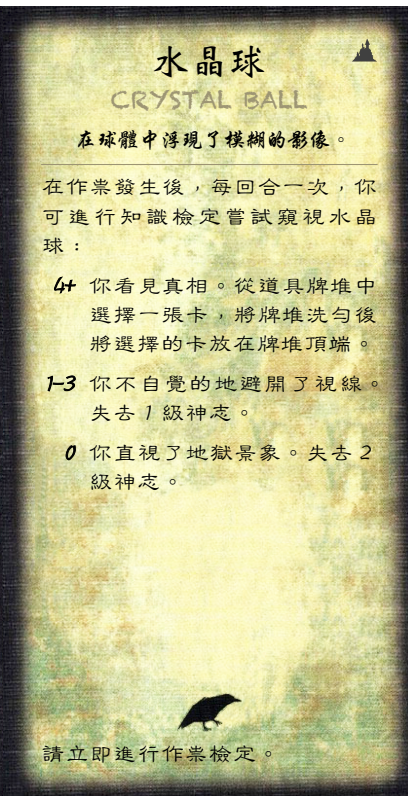 水晶球
CRYSTAL BALL
在球體中浮現了模糊的影像。
在作祟發生後，每回合一次，你
可進行知識檢定嘗試窺視水晶
球：
4+ 你看見真相。從道具牌堆中
選擇一張卡，將牌堆洗勻後
將選擇的卡放在牌堆頂端。
1-3 你不自覺的地避開了視線。
失去1級神志。
0 你直視了地獄景象。失去2
級神志。
請立即進行作祟檢定。